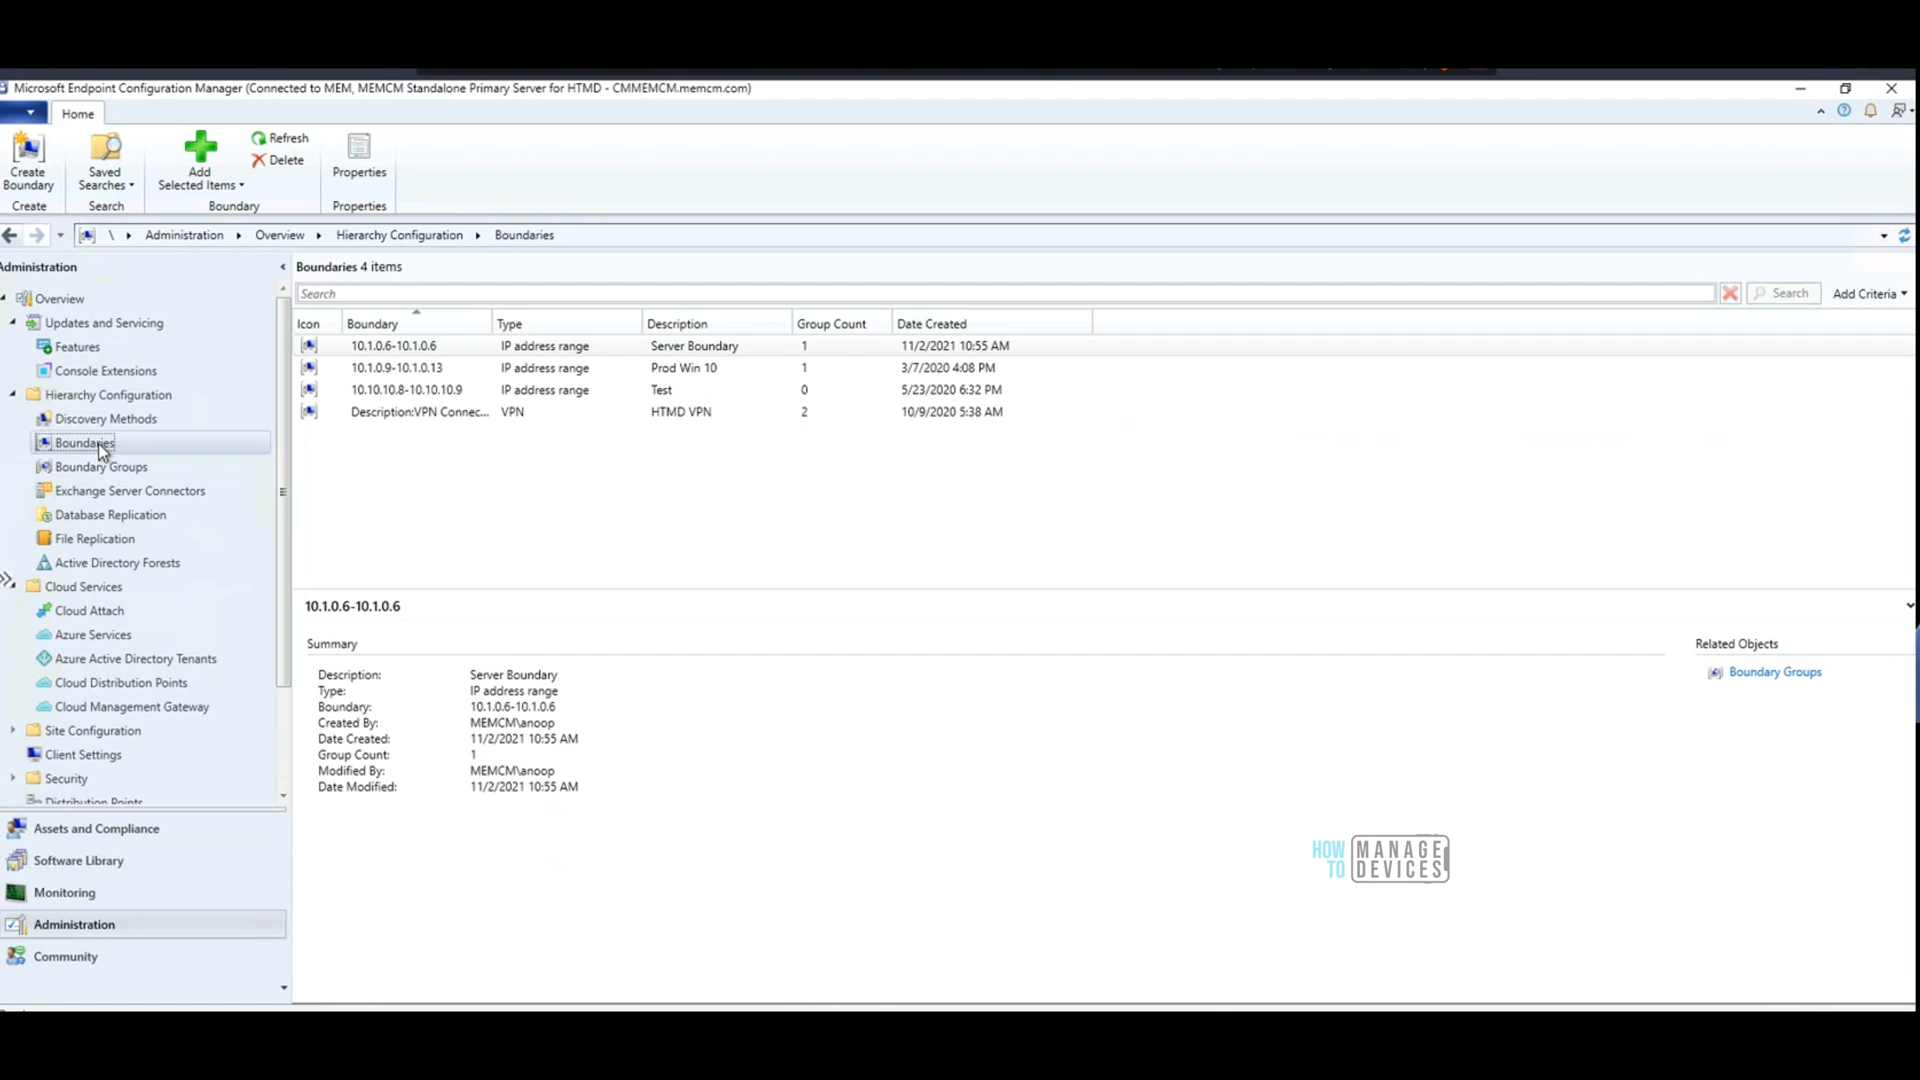 Microsoft Endpoint Configuration Manager (Connected to MEM, MEMCM Standalone Primary Server for HTMD - CMMEMCM.memcm.com)
Home
Create Boundary
Saved Searches
Add Selected Items
Refresh
Delete
Properties
Create
Search
Boundary
Properties
\ Administration Overview Hierarchy Configuration Boundaries
Administration
Overview
Updates and Servicing
Features
Console Extensions
Hierarchy Configuration
Discovery Methods
Boundaries
Boundary Groups
Exchange Server Connectors
Database Replication
File Replication
Active Directory Forests
Cloud Services
Cloud Attach
Azure Services
Azure Active Directory Tenants
Cloud Distribution Points
Cloud Management Gateway
Site Configuration
Client Settings
Security
Distribution Points
Assets and Compliance
Software Library
Monitoring
Administration
Community
Boundaries 4 items
Search
Search
Add Criteria
Icon Boundary Type Description Group Count Date Created
10.1.0.6-10.1.0.6 IP address range Server Boundary 1 11/2/2021 10:55 AM
10.1.0.9-10.1.0.13 IP address range Prod Win 10 1 3/7/2020 4:08 PM
10.10.10.8-10.10.10.9 IP address range Test 0 5/23/2020 6:32 PM
Description:VPN Connec... VPN HTMD VPN 2 10/9/2020 5:38 AM
10.1.0.6-10.1.0.6
Summary
Description: Server Boundary
Type: IP address range
Boundary: 10.1.0.6-10.1.0.6
Created By: MEMCM\anoop
Date Created: 11/2/2021 10:55 AM
Group Count: 1
Modified By: MEMCM\anoop
Date Modified: 11/2/2021 10:55 AM
Related Objects
Boundary Groups
HOW TO MANAGE DEVICES